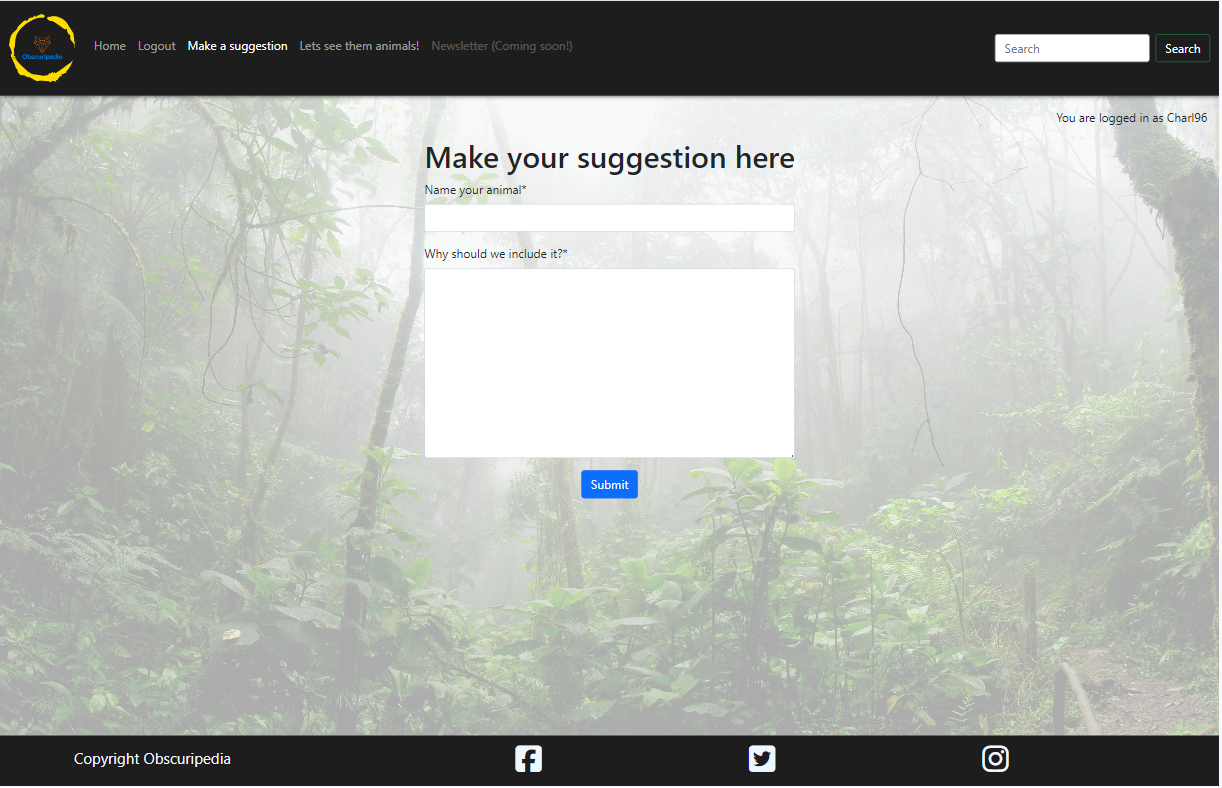 Obscuripedia
Home Logout Make a suggestion Lets see them animals! Newsletter (Coming soon!)
Search Search
You are logged in as Charl96
Make your suggestion here
Name your animal*
Why should we include it?*
Submit
Copyright Obscuripedia